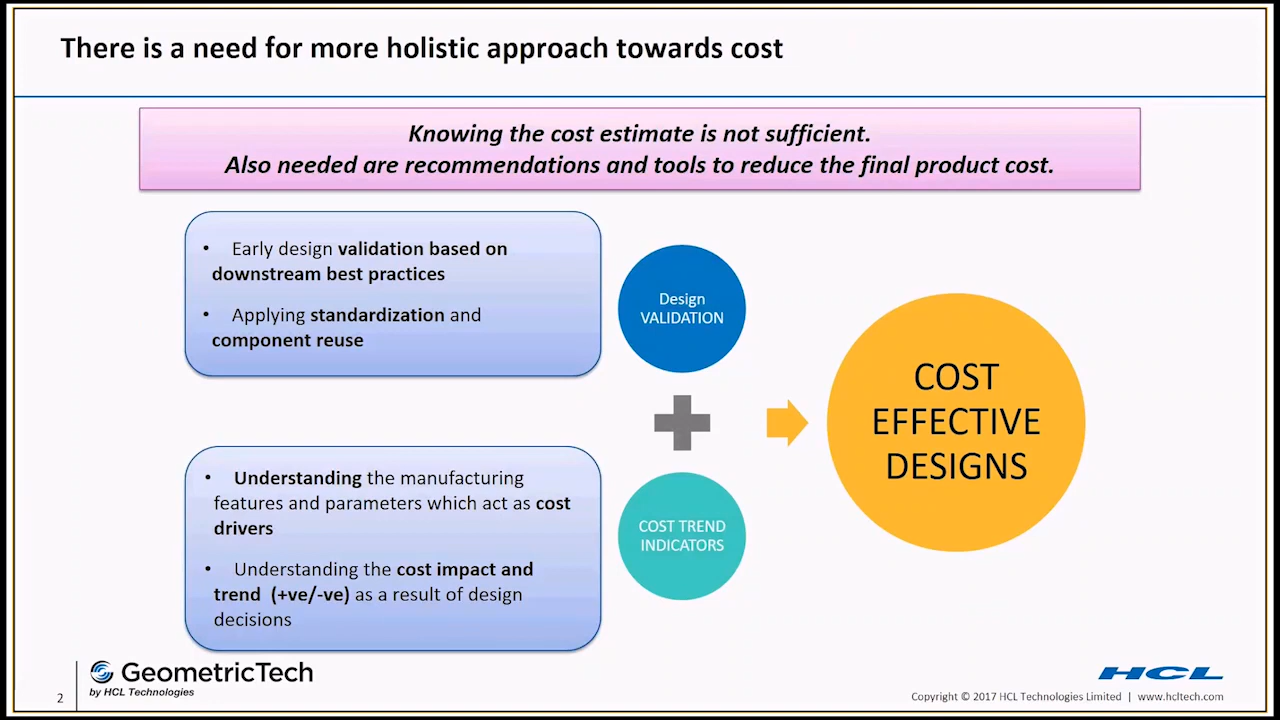 There is a need for more holistic approach towards cost
Knowing the cost estimate is not sufficient.
Also needed are recommendations and tools to reduce the final product cost.
• Early design validation based on
downstream best practices
• Applying standardization and
component reuse
Design
VALIDATION
• Understanding the manufacturing
features and parameters which act as cost
drivers
• Understanding the cost impact and
trend (+ve/-ve) as a result of design
decisions
COST TREND
INDICATORS
COST
EFFECTIVE
DESIGNS
2
GeometricTech
by HCL Technologies
HCL
Copyright © 2017 HCL Technologies Limited | www.hcltech.com